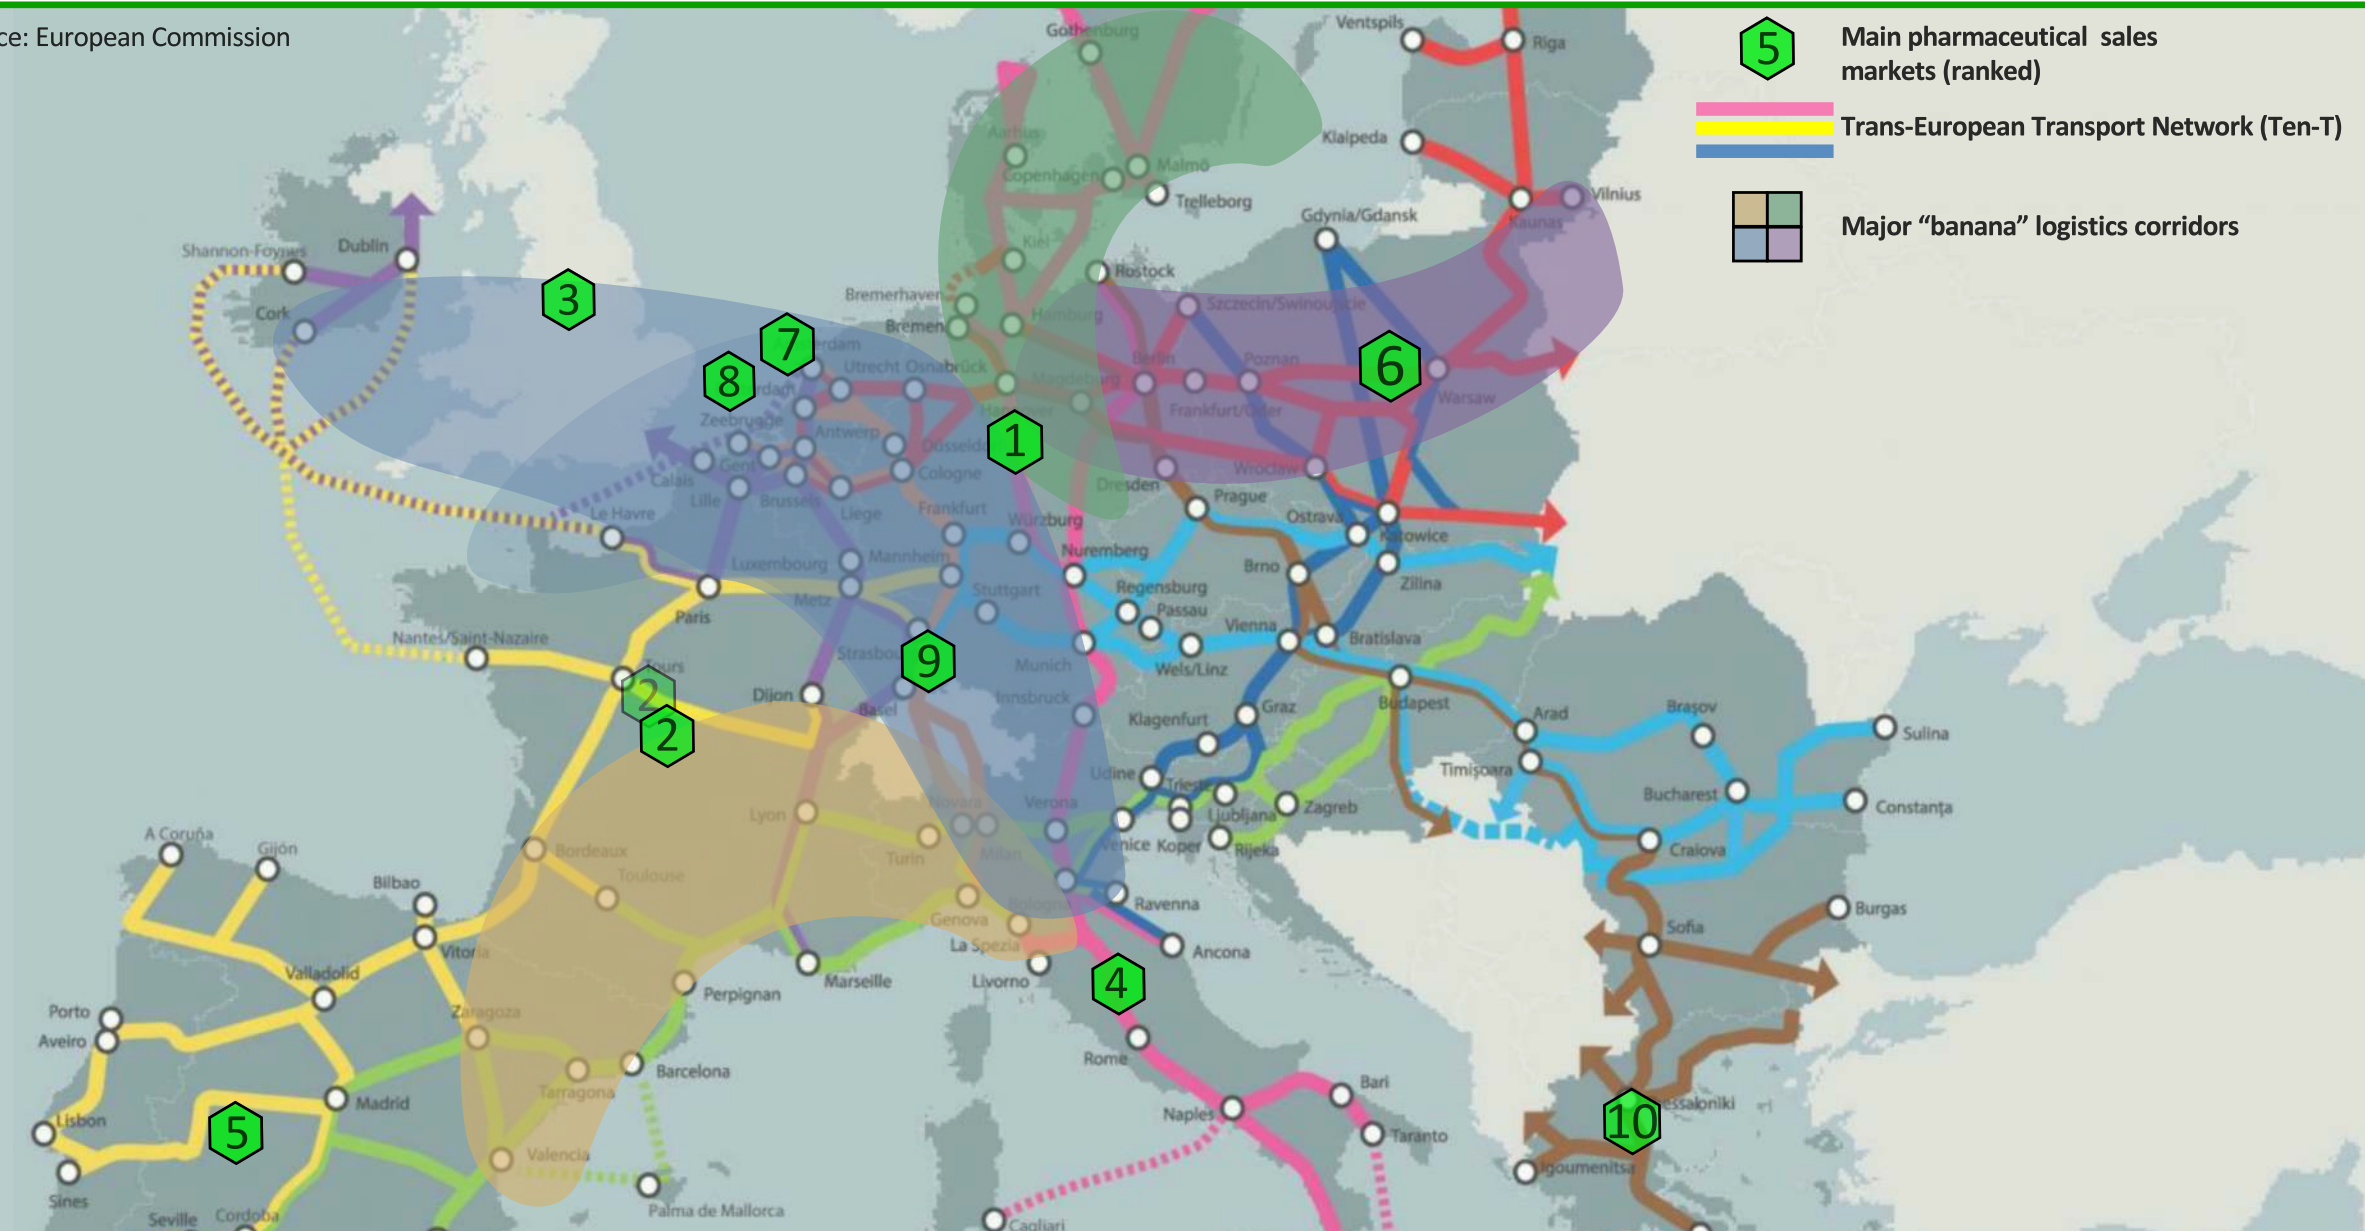 ce: European Commission
5
Main pharmaceutical sales
markets (ranked)
Trans-European Transport Network (Ten-T)
Major “banana” logistics corridors
Gothenburg
Ventspils
Riga
Aarhus
Klaipeda
Copenhagen
Malmö
Trelleborg
Vilnius
Kaunas
Gdynia/Gdansk
Shannon-Foynes
Dublin
Kiel
Rostock
3
Bremerhaven
Szczecin/Swinoujscie
Cork
Bremen
Hamburg
7
Utrecht
Osnabrück
Berlin
Poznan
6
8
Magdeburg
Warsaw
Zeebrugge
Antwerp
Frankfurt/Oder
1
Gent
Cologne
Wroclaw
Calais
Lille
Brussels
Liege
Dresden
Prague
Le Havre
Frankfurt
Würzburg
Ostrava
Katowice
Luxembourg
Mannheim
Nuremberg
Brno
Zilina
Metz
Stuttgart
Regensburg
Passau
Paris
Vienna
Bratislava
Nantes/Saint-Nazaire
9
Wels/Linz
Tours
Munich
2
Dijon
Basel
Innsbruck
Budapest
2
Klagenfurt
Graz
Arad
Braşov
Sulina
Udine
Timişoara
Bucharest
Constanţa
Lyon
Novara
Verona
Ljubljana
Zagreb
A Coruña
Gijón
Bordeaux
Turin
Milan
Koper
Rijeka
Craiova
Bilbao
Toulouse
Genova
Bologna
Ravenna
Burgas
Vitoria
La Spezia
Ancona
Sofia
Valladolid
Perpignan
Marseille
Livorno
4
Porto
Zaragoza
Aveiro
Rome
Barcelona
Tarragona
Madrid
Bari
Naples
10
Lisbon
5
Taranto
Valencia
Igoumenitsa
Sines
Palma de Mallorca
Seville
Cordoba
Cagliari